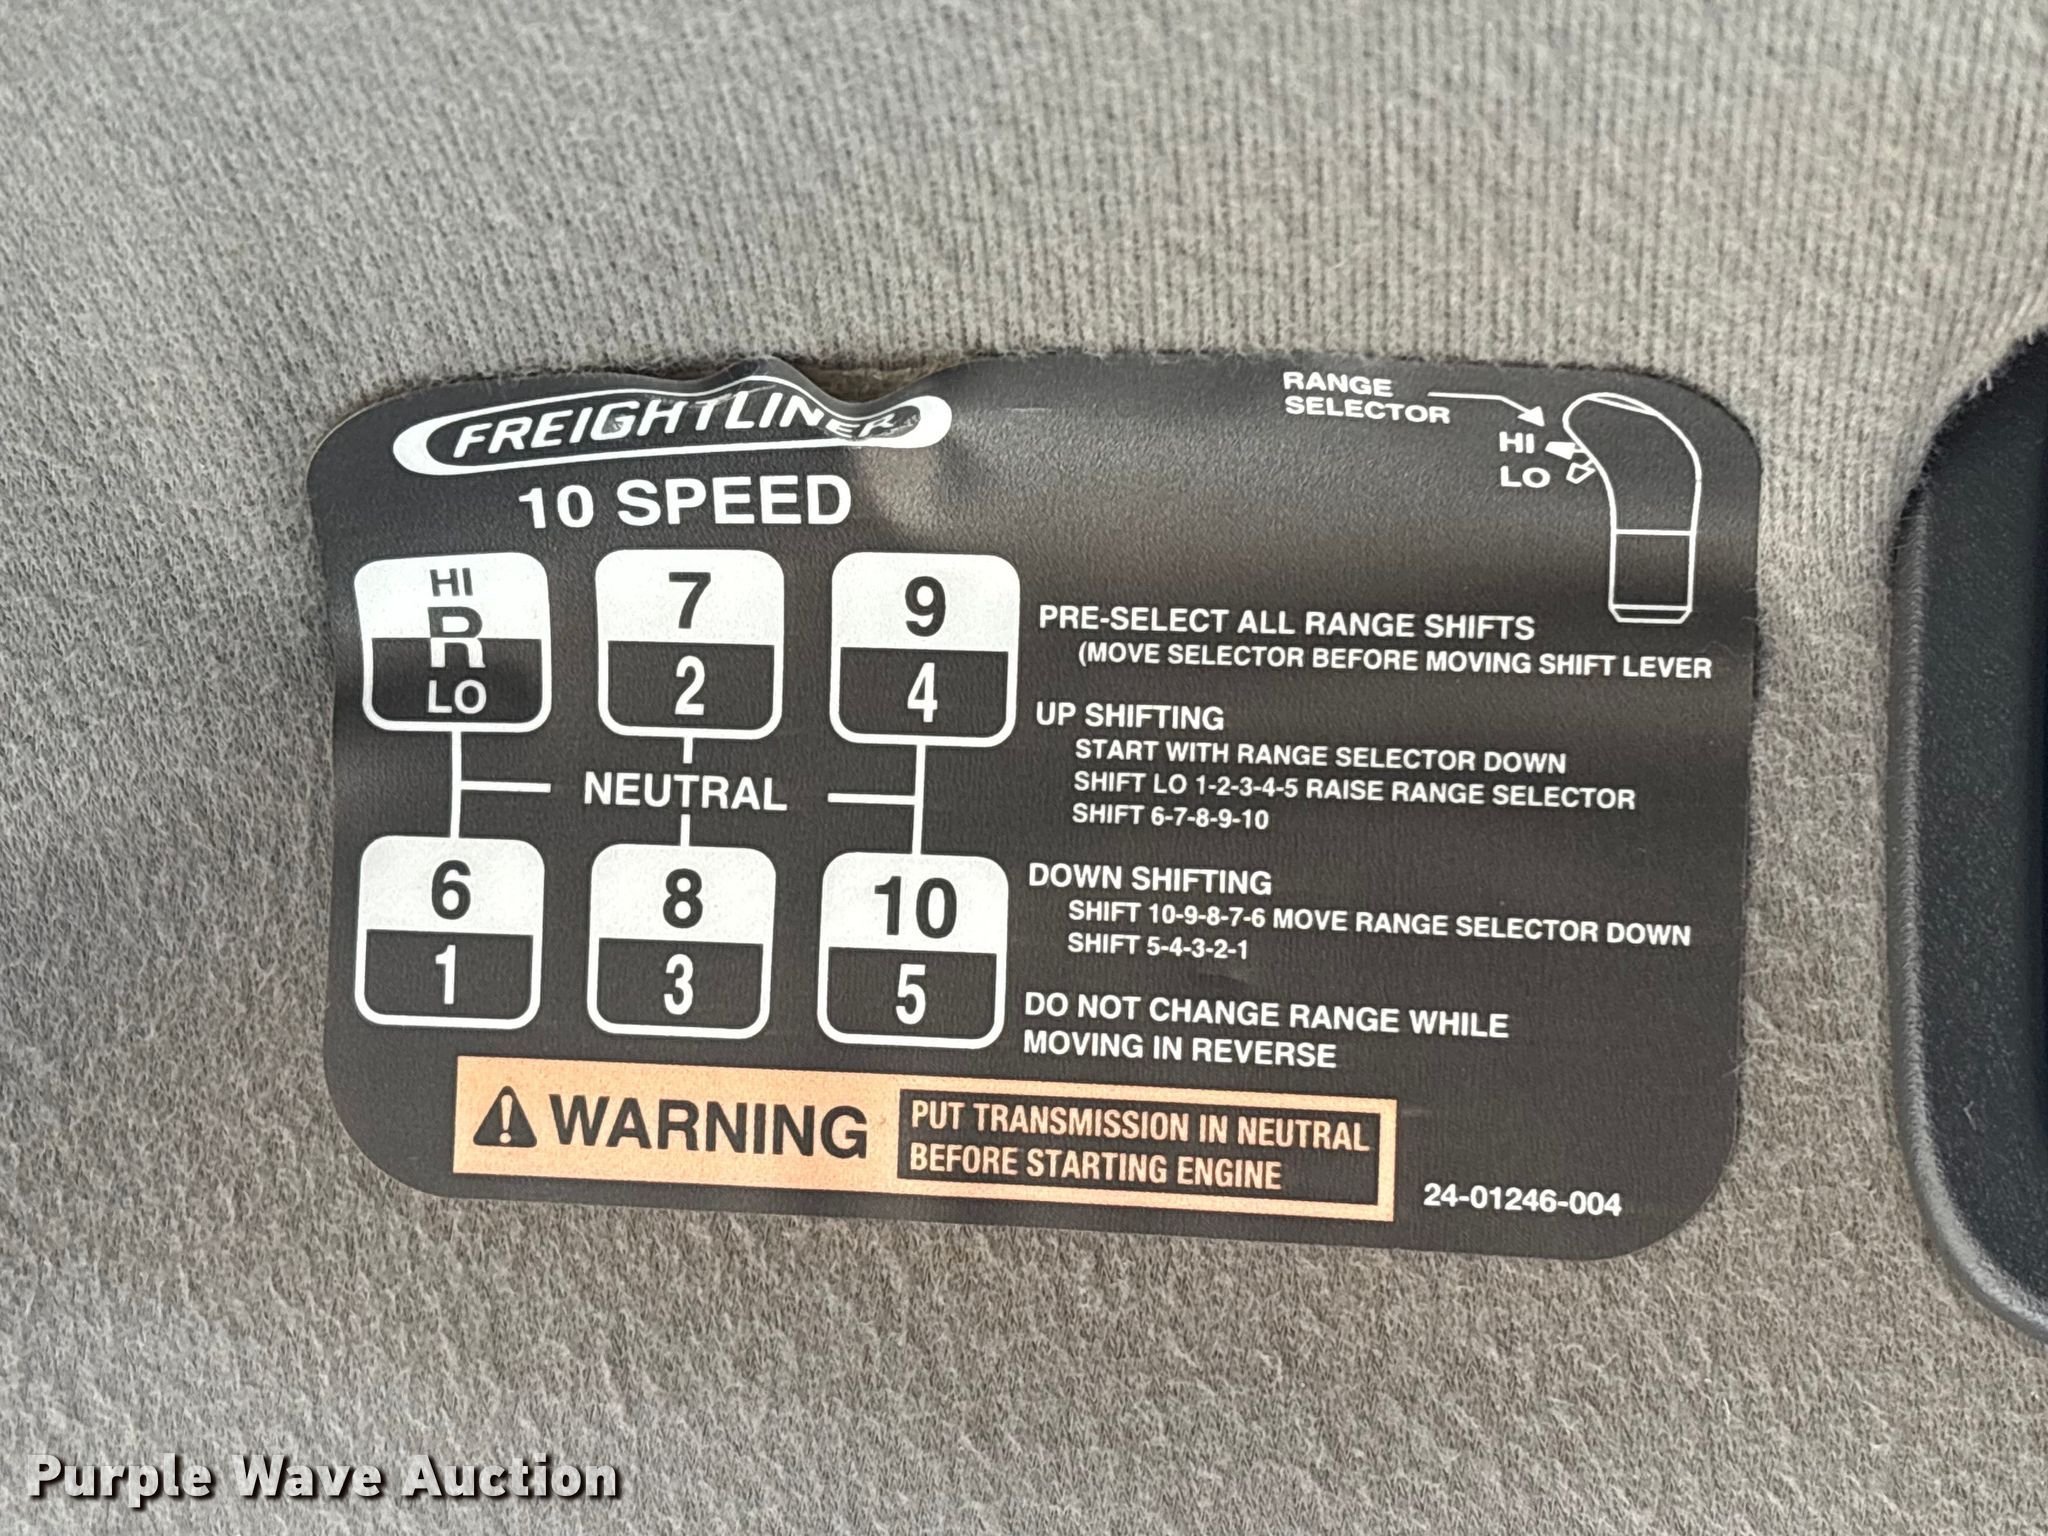 FREIGHTLINER
10 SPEED
RANGE
SELECTOR
HI
LO
HI
R
LO
7
2
9
4
NEUTRAL
6
1
8
3
10
5
PRE-SELECT ALL RANGE SHIFTS
(MOVE SELECTOR BEFORE MOVING SHIFT LEVER
UP SHIFTING
START WITH RANGE SELECTOR DOWN
SHIFT LO 1-2-3-4-5 RAISE RANGE SELECTOR
SHIFT 6-7-8-9-10
DOWN SHIFTING
SHIFT 10-9-8-7-6 MOVE RANGE SELECTOR DOWN
SHIFT 5-4-3-2-1
DO NOT CHANGE RANGE WHILE
MOVING IN REVERSE
WARNING
PUT TRANSMISSION IN NEUTRAL
BEFORE STARTING ENGINE
24-01246-004
Purple Wave Auction